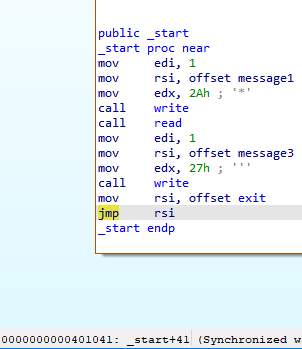 public _start
_start proc near
mov edi, 1
mov rsi, offset message1
mov edx, 2Ah ; '*'
call write
call read
mov edi, 1
mov rsi, offset message3
mov edx, 27h ; '''
call write
mov rsi, offset exit
jmp rsi
_start endp
0000000000401041: _start+41 (Synchronized w